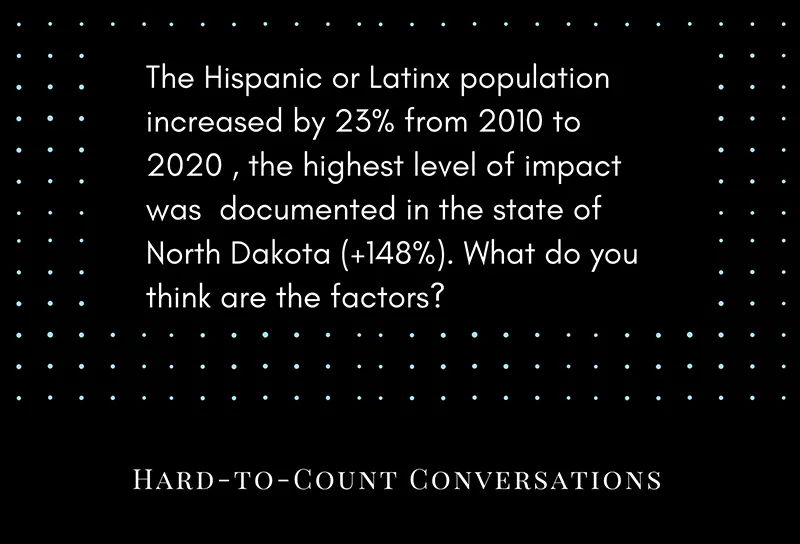 The Hispanic or Latinx population
increased by 23% from 2010 to
2020 , the highest level of impact
was  documented in the state of
North Dakota (+148%). What do you
think are the factors?
Hard-to-Count Conversations